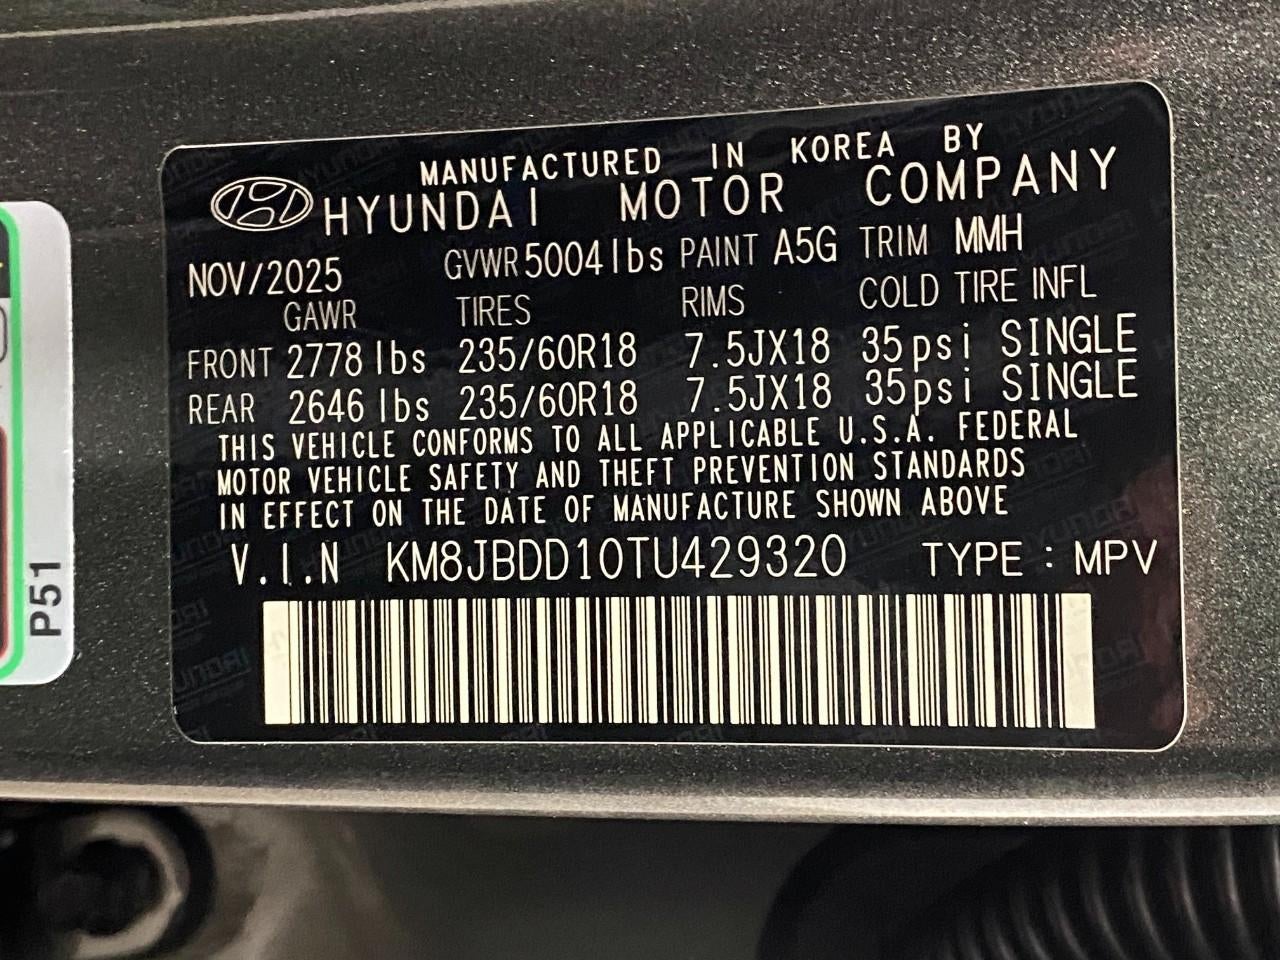 MANUFACTURED IN KOREA BY
HYUNDAI MOTOR COMPANY
NOV/2025 GVWR 5004 lbs PAINT A5G TRIM MMH
GAWR TIRES RIMS COLD TIRE INFL
FRONT 2778 lbs 235/60R18 7.5JX18 35psi SINGLE
REAR 2646 lbs 235/60R18 7.5JX18 35psi SINGLE
THIS VEHICLE CONFORMS TO ALL APPLICABLE U.S.A. FEDERAL
MOTOR VEHICLE SAFETY AND THEFT PREVENTION STANDARDS
IN EFFECT ON THE DATE OF MANUFACTURE SHOWN ABOVE
V.I.N KM8JBDD10TU429320 TYPE : MPV
P51